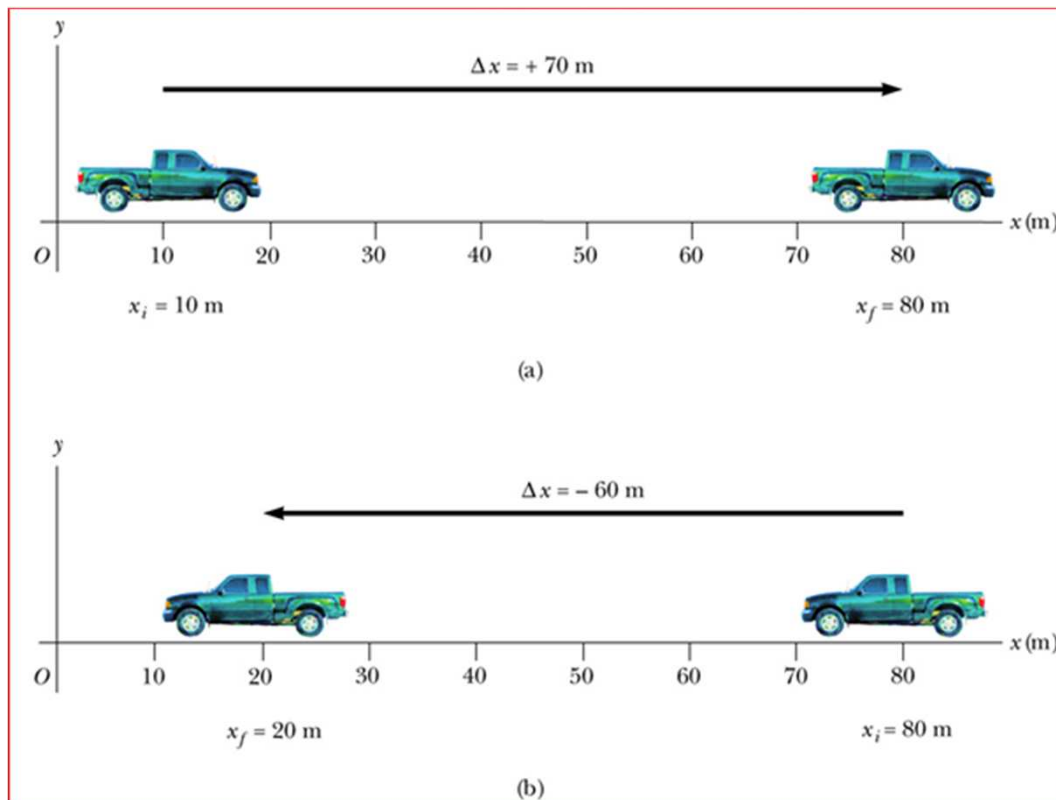 y
Δx = + 70 m
x (m)
O 10 20 30 40 50 60 70 80
x_i = 10 m x_f = 80 m
(a)
y
Δx = – 60 m
x (m)
O 10 20 30 40 50 60 70 80
x_f = 20 m x_i = 80 m
(b)